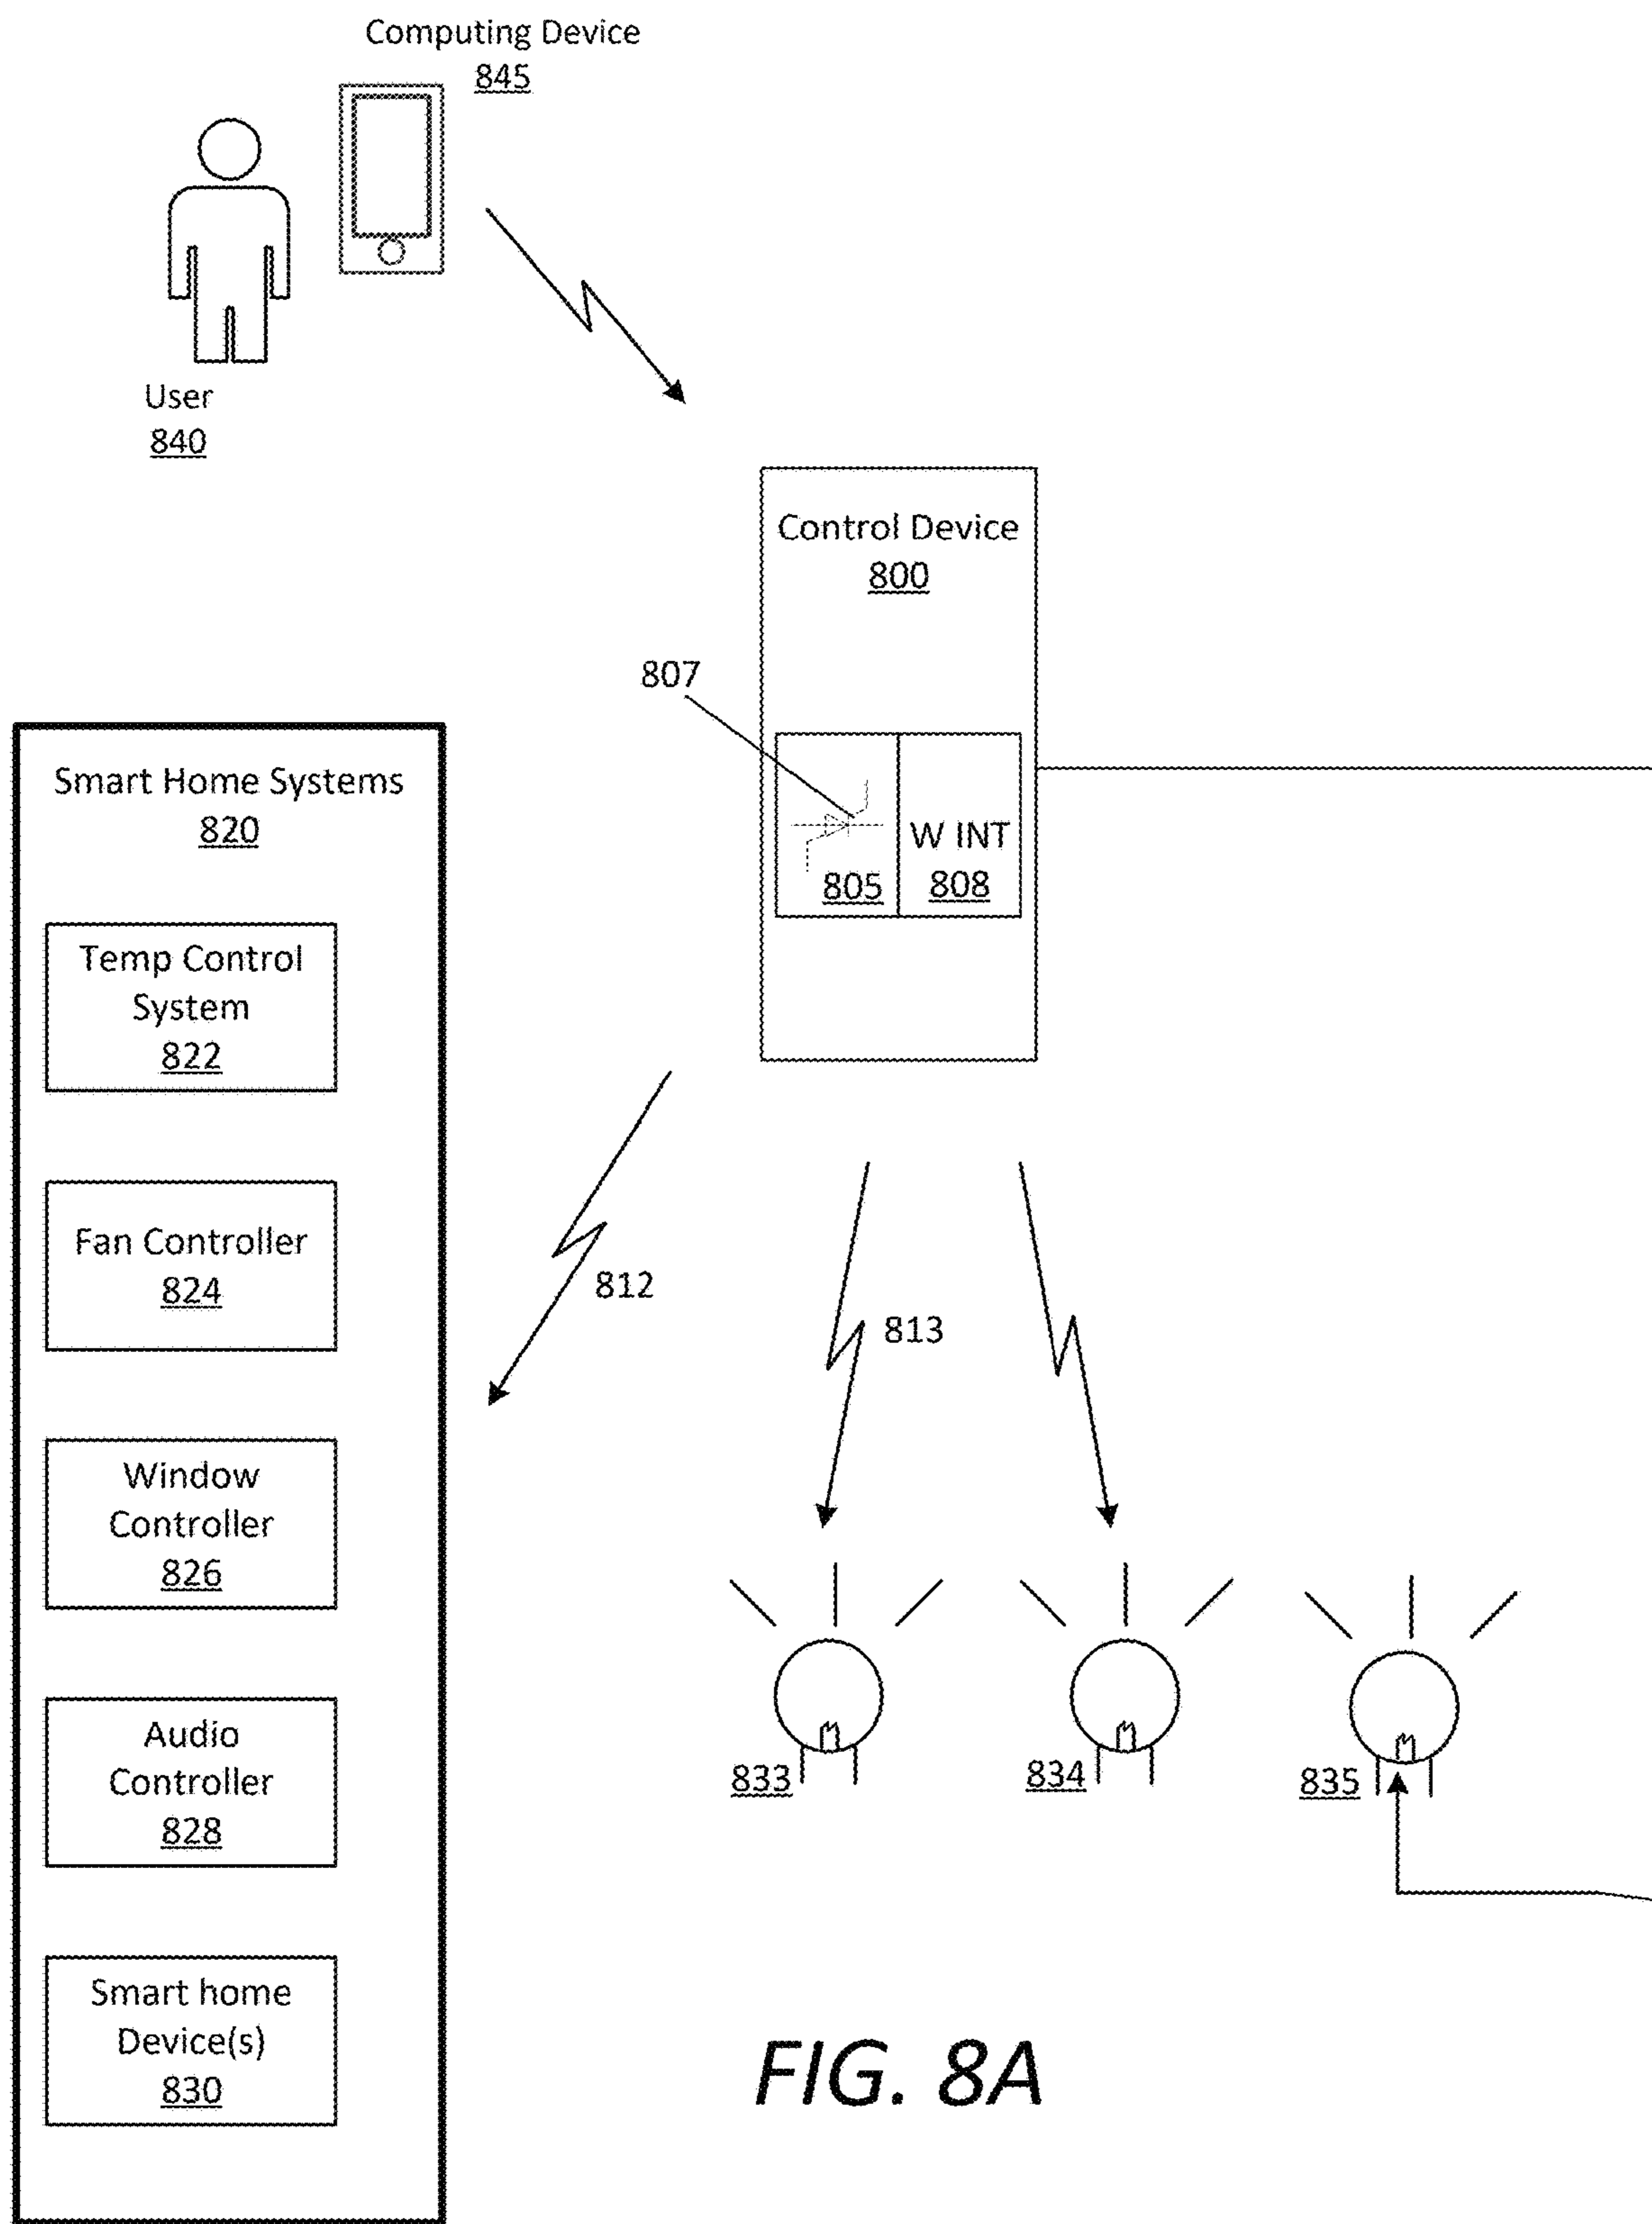 Computing Device
845
User
840
Control Device
800
807
805
W INT
808
Smart Home Systems
820
Temp Control
System
822
Fan Controller
824
Window
Controller
826
Audio
Controller
828
Smart home
Device(s)
830
812
813
833
834
835
FIG. 8A